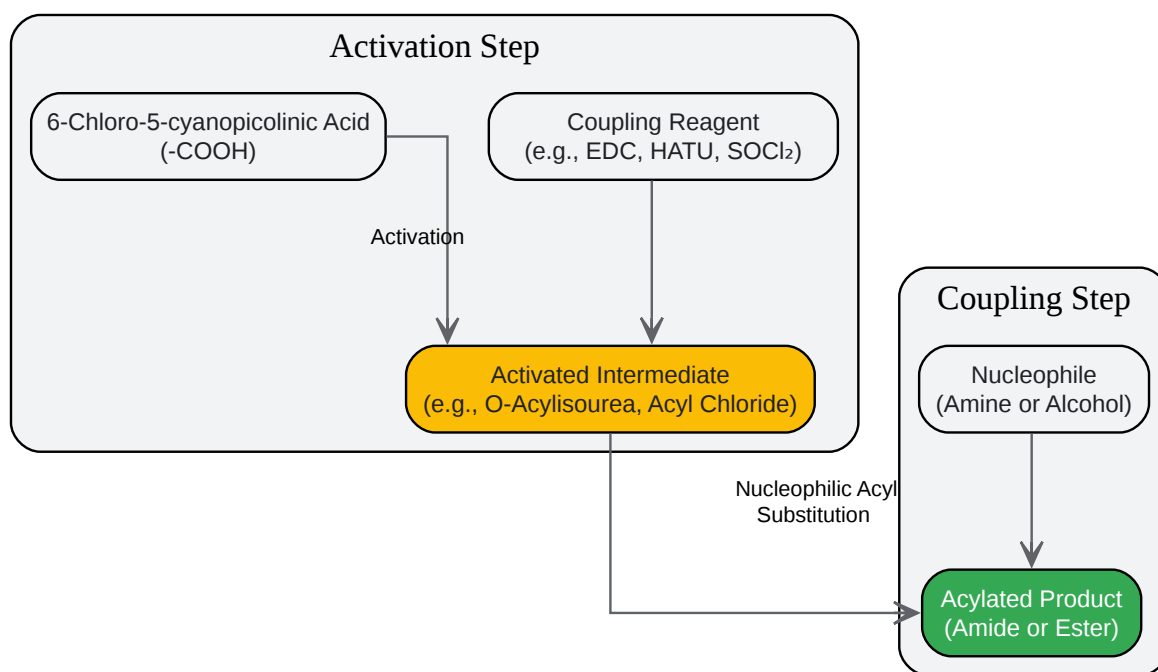 Activation Step
6-Chloro-5-cyanopicolinic Acid
(-COOH)
Coupling Reagent
(e.g., EDC, HATU, SOCl₂)
Activation
Activated Intermediate
(e.g., O-Acylisourea, Acyl Chloride)
Coupling Step
Nucleophile
(Amine or Alcohol)
Nucleophilic Acyl
Substitution
Acylated Product
(Amide or Ester)